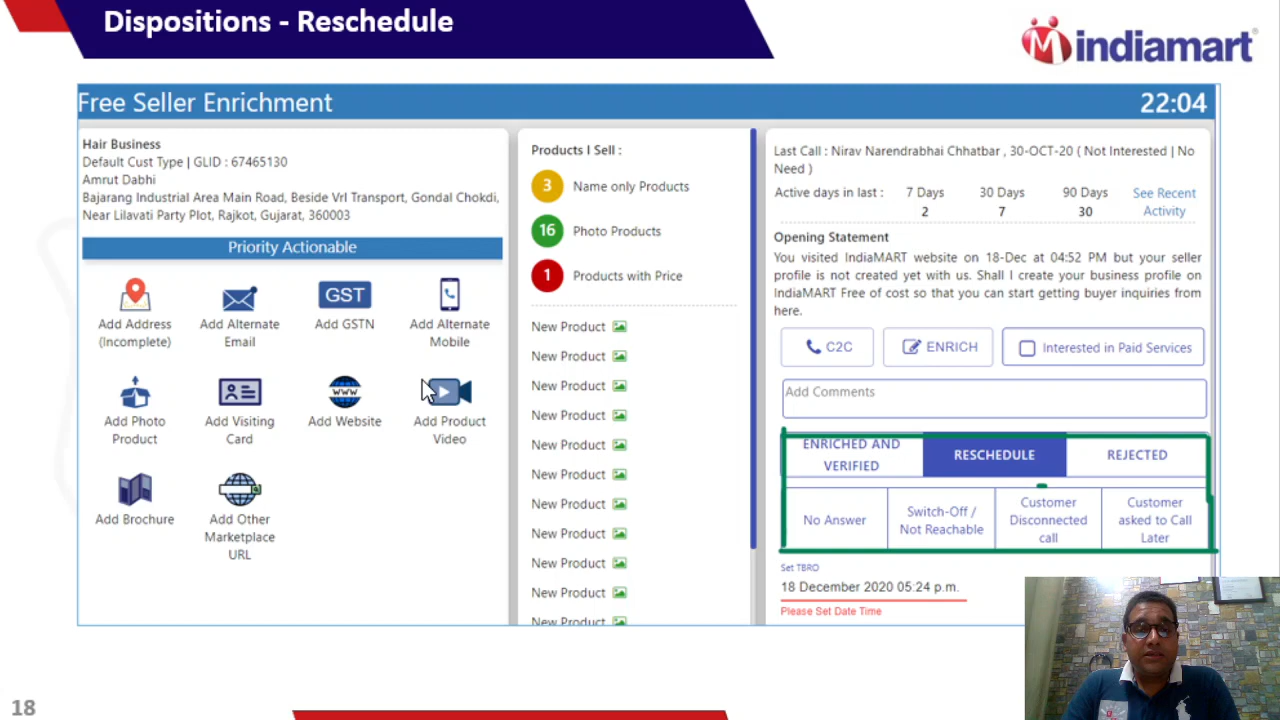 Dispositions - Reschedule
indiamart
Free Seller Enrichment
22:04
Hair Business
Default Cust Type | GLID : 67465130
Amrut Dabhi
Bajarang Industrial Area Main Road, Beside Vrl Transport, Gondal Chokdi,
Near Lilavati Party Plot, Rajkot, Gujarat, 360003
Priority Actionable
Add Address
(Incomplete)
Add Alternate
Email
GST
Add GSTN
Add Alternate
Mobile
Add Photo
Product
Add Visiting
Card
WWW
Add Website
Add Product
Video
Add Brochure
Add Other
Marketplace
URL
Products I Sell :
3 Name only Products
16 Photo Products
1 Products with Price
New Product
New Product
New Product
New Product
New Product
New Product
New Product
New Product
New Product
New Product
New Product
Last Call : Nirav Narendrabhai Chhatbar , 30-OCT-20 ( Not Interested | No
Need )
Active days in last : 7 Days 30 Days 90 Days See Recent
2 7 30 Activity
Opening Statement
You visited IndiaMART website on 18-Dec at 04:52 PM but your seller
profile is not created yet with us. Shall I create your business profile on
IndiaMART Free of cost so that you can start getting buyer inquiries from
here.
C2C ENRICH Interested in Paid Services
Add Comments
ENRICHED AND
VERIFIED
RESCHEDULE
REJECTED
No Answer
Switch-Off /
Not Reachable
Customer
Disconnected
call
Customer
asked to Call
Later
Set TBRO
18 December 2020 05:24 p.m.
Please Set Date Time
18